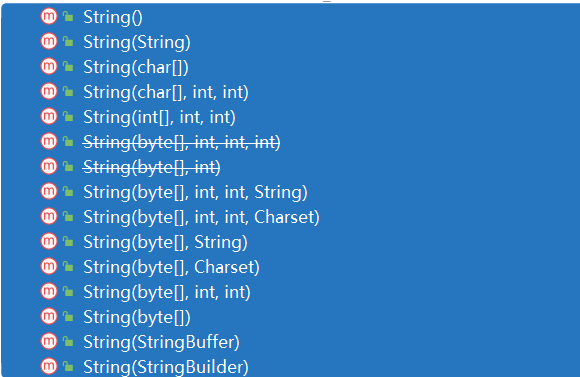 String()
String(String)
String(char[])
String(char[], int, int)
String(int[], int, int)
String(byte[], int, int, int)
String(byte[], int)
String(byte[], int, int, String)
String(byte[], int, int, Charset)
String(byte[], String)
String(byte[], Charset)
String(byte[], int, int)
String(byte[])
String(StringBuffer)
String(StringBuilder)